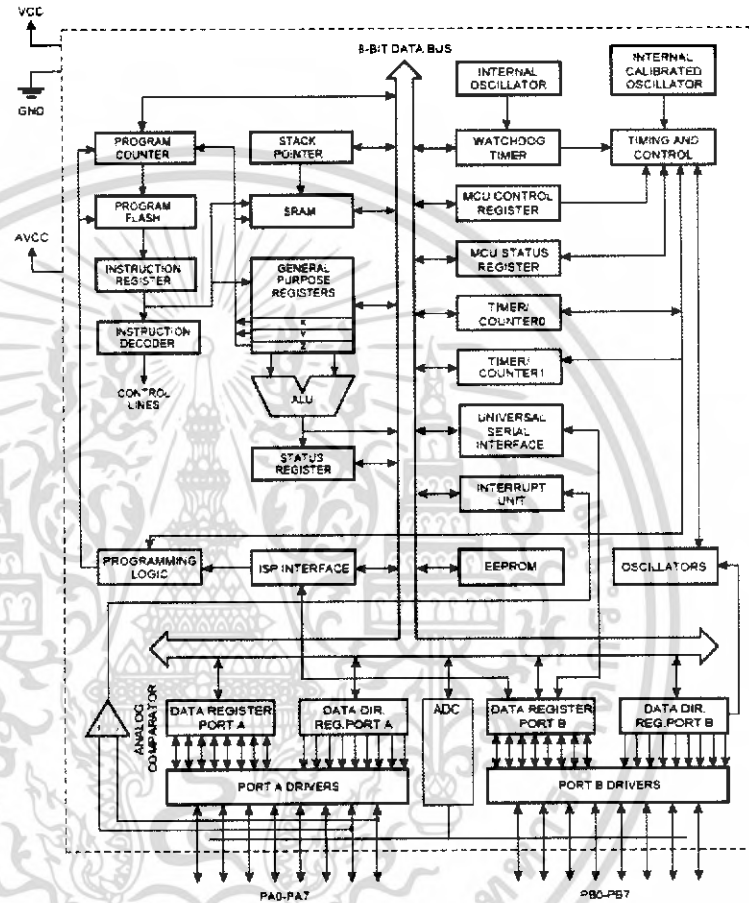 VCC
8-BIT DATA BUS
GND
INTERNAL
OSCILLATOR
INTERNAL
CALIBRATED
OSCILLATOR
PROGRAM
COUNTER
STACK
POINTER
WATCHDOG
TIMER
TIMING AND
CONTROL
PROGRAM
FLASH
SRAM
MCU CONTROL
REGISTER
AVCC
INSTRUCTION
REGISTER
GENERAL
PURPOSE
REGISTERS
MCU STATUS
REGISTER
X
Y
Z
INSTRUCTION
DECODER
TIMER/
COUNTER0
CONTROL
LINES
ALU
TIMER/
COUNTER1
STATUS
REGISTER
UNIVERSAL
SERIAL
INTERFACE
INTERRUPT
UNIT
PROGRAMMING
LOGIC
ISP INTERFACE
EEPROM
OSCILLATORS
ANALOG
COMPARATOR
DATA REGISTER
PORT A
DATA DIR.
REG.PORT A
ADC
DATA REGISTER
PORT B
DATA DIR.
REG.PORT B
PORT A DRIVERS
PORT B DRIVERS
PA0-PA7
PB0-PB7